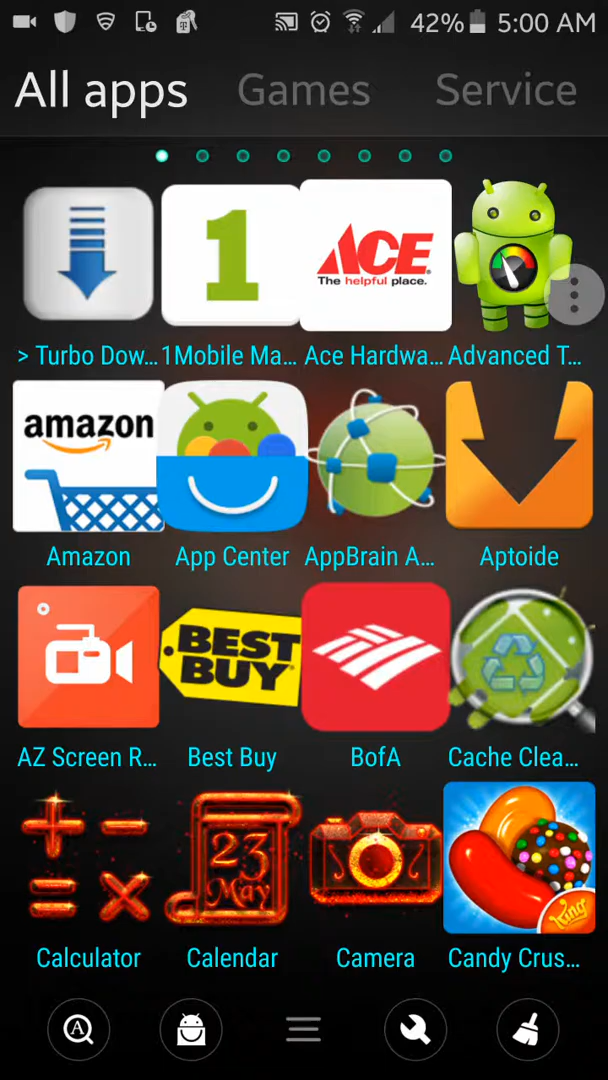 42% 5:00 AM
All apps Games Service
1 ACE
The helpful place.
> Turbo Dow... 1Mobile Ma... Ace Hardwa... Advanced T...
amazon
Amazon App Center AppBrain A... Aptoide
BEST
BUY
AZ Screen R... Best Buy BofA Cache Clea...
23
May
King
Calculator Calendar Camera Candy Crus...
A